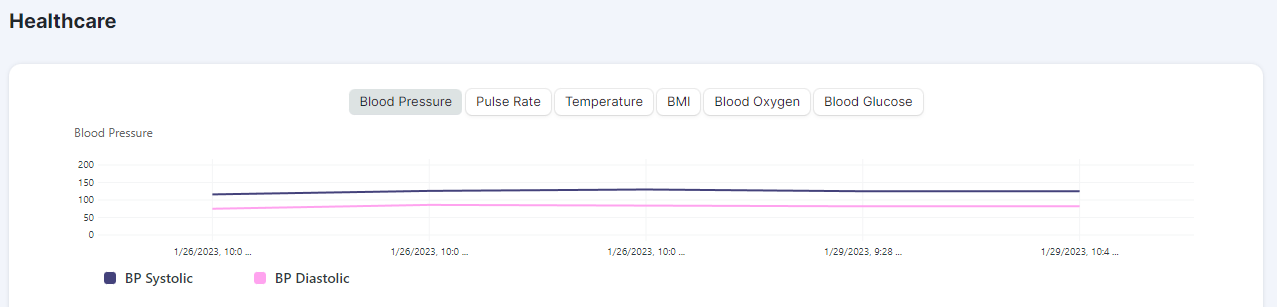 Healthcare
Blood Pressure Pulse Rate Temperature BMI Blood Oxygen Blood Glucose
Blood Pressure
200
150
100
50
0
1/26/2023, 10:0 ... 1/26/2023, 10:0 ... 1/26/2023, 10:0 ... 1/29/2023, 9:28 ... 1/29/2023, 10:4 ...
BP Systolic BP Diastolic